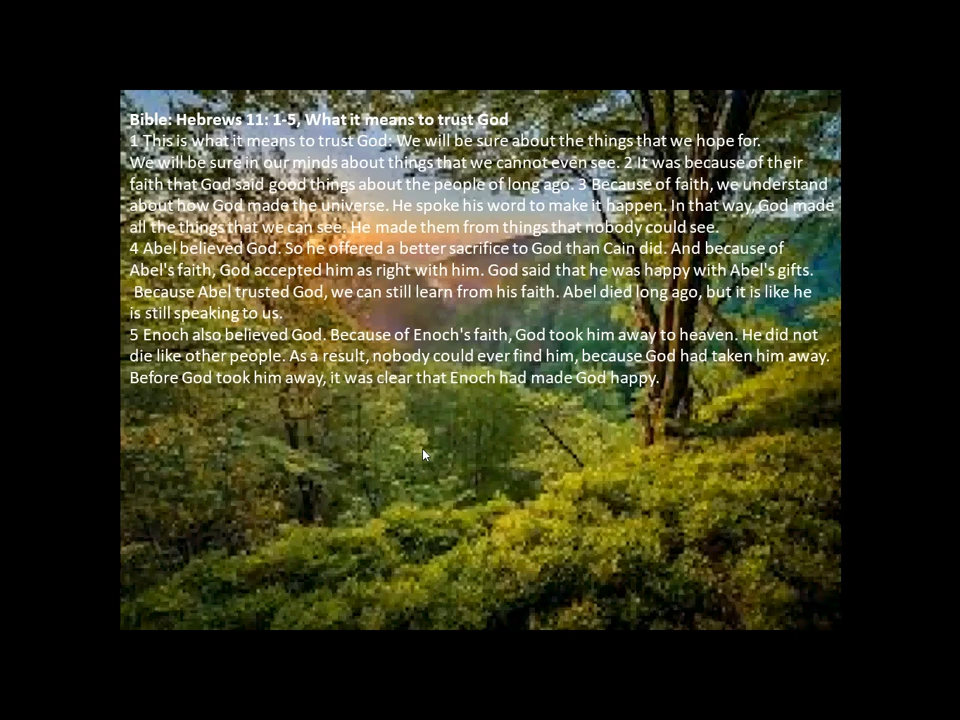 Bible: Hebrews 11: 1-5, What it means to trust God
1 This is what it means to trust God: We will be sure about the things that we hope for.
We will be sure in our minds about things that we cannot even see. 2 It was because of their
faith that God said good things about the people of long ago. 3 Because of faith, we understand
about how God made the universe. He spoke his word to make it happen. In that way, God made
all the things that we can see. He made them from things that nobody could see.
4 Abel believed God. So he offered a better sacrifice to God than Cain did. And because of
Abel's faith, God accepted him as right with him. God said that he was happy with Abel's gifts.
Because Abel trusted God, we can still learn from his faith. Abel died long ago, but it is like he
is still speaking to us.
5 Enoch also believed God. Because of Enoch's faith, God took him away to heaven. He did not
die like other people. As a result, nobody could ever find him, because God had taken him away.
Before God took him away, it was clear that Enoch had made God happy.